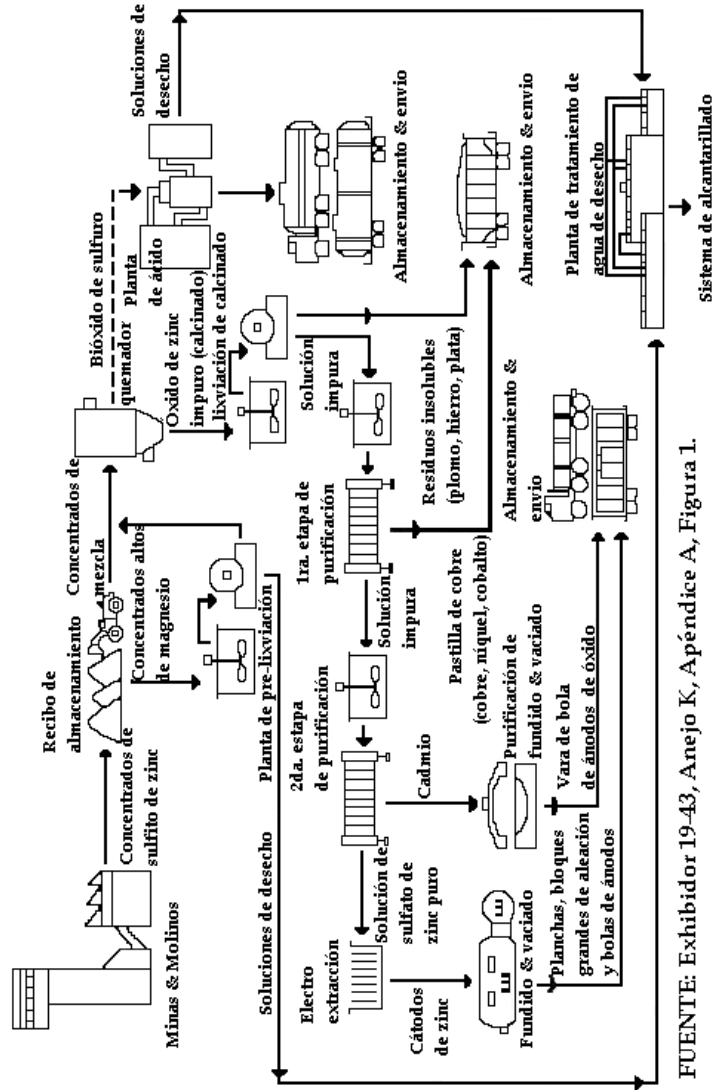 Minas & Molinos
Concentrados de
sulfito de zinc
Recibo de
almacenamiento
Concentrados de
mezcla
Concentrados altos
de magnesio
Planta de pre-lixiviación
Soluciones de desecho
Bióxido de sulfuro
quemador
Planta
de ácido
Soluciones de
desecho
Oxido de zinc
impuro (calcinado)
lixiviación de calcinado
Almacenamiento & envio
Solución
impura
Residuos insolubles
(plomo, hierro, plata)
Almacenamiento & envio
1ra. etapa de
purificación
Solución
impura
Pastilla de cobre
(cobre, níquel, cobalto)
2da. estapa
de purificación
Cadmio
Purificación de
fundido & vaciado
Vara de bola
de ánodos de óxido
Solución de
sulfato de
zinc puro
Electro
extracción
Cátodos
de zinc
Fundido & vaciado
Planchas, bloques
grandes de aleación
y bolas de ánodos
Almacenamiento &
envio
Planta de tratamiento de
agua de desecho
Sistema de alcantarillado
FUENTE: Exhibidor 19-43, Anejo K, Apéndice A, Figura 1.